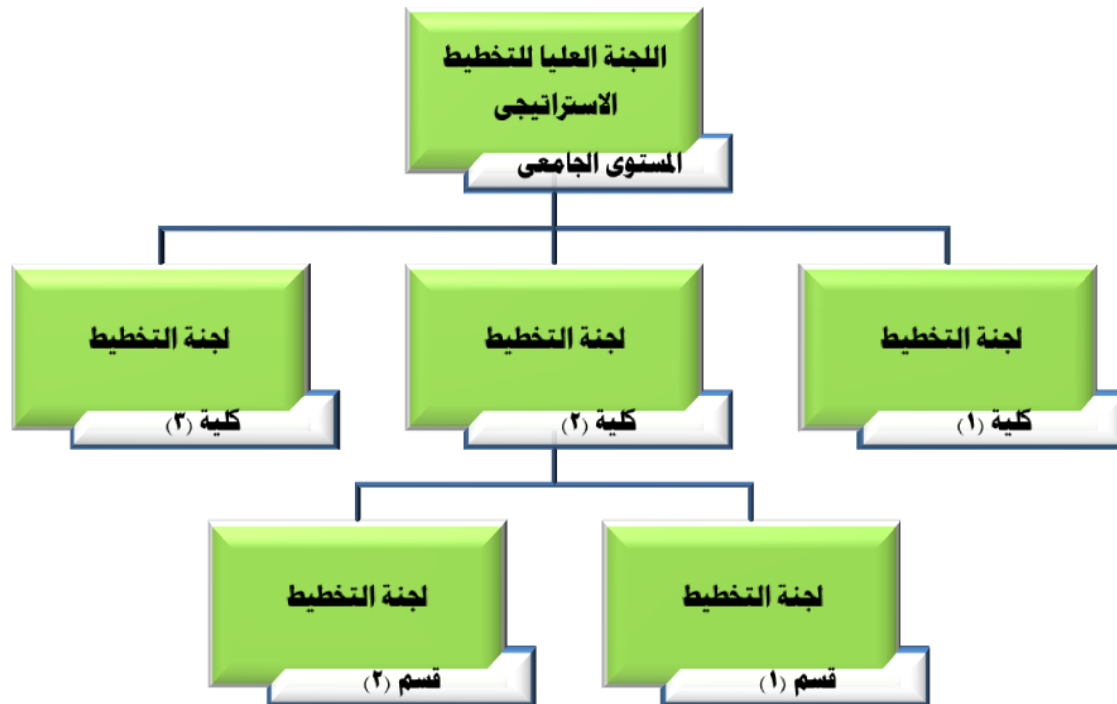 اللجنة العليا للتخطيط
الاستراتيجى
المستوى الجامعى
لجنة التخطيط
كلية (١)
لجنة التخطيط
كلية (٢)
لجنة التخطيط
كلية (٣)
لجنة التخطيط
قسم (١)
لجنة التخطيط
قسم (٢)